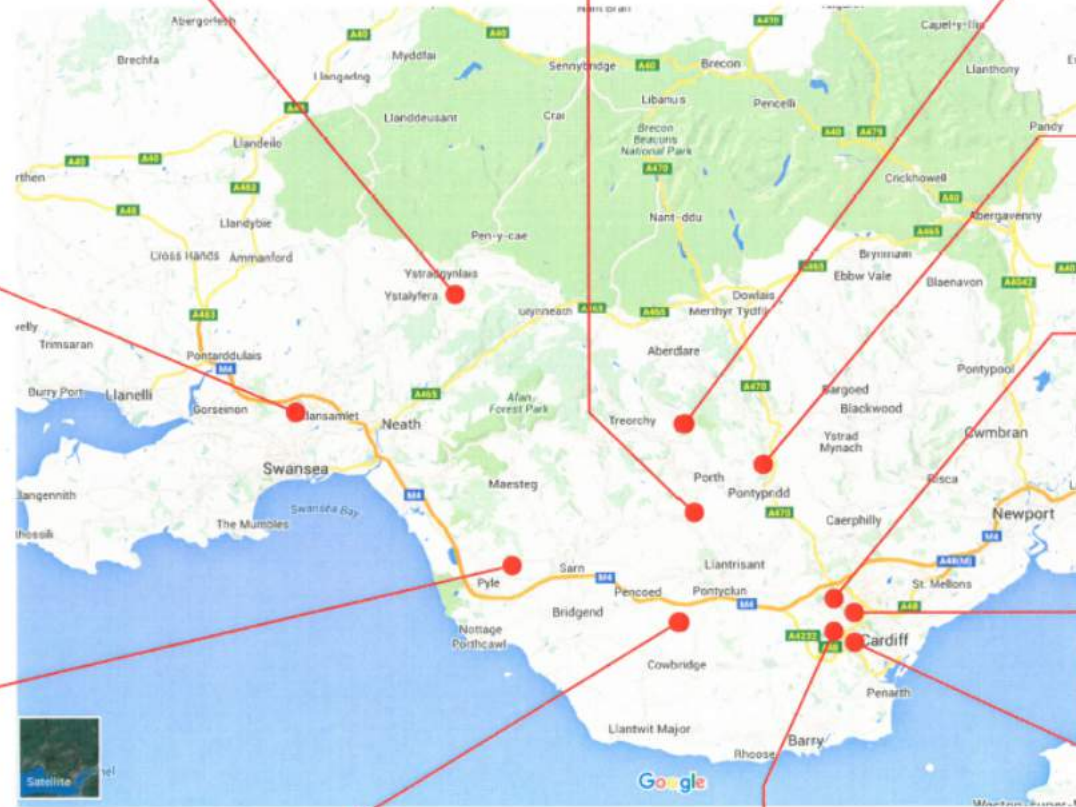 Abergorlech
A40
A40
A470
Brechfa
Myddfai
Sennybridge
A40
Brecon
Llanthony
Llangadog
Libanus
Pencelli
A40
Llanddeusant
Crai
Brecon
Beacons
National Park
A40
A479
Pandy
Llandeilo
A40
A40
A470
rthen
A483
Crickhowell
A40
A48
Llandybie
Nant-ddu
Abergavenny
A465
Pen-y-cae
Cross Hands
Ammanford
A465
Brynmawr
Ystradgynlais
Ebbw Vale
Blaenavon
A4042
Ystalyfera
Dowlais
A483
Glynneath
A465
A465
Merthyr Tydfil
Trimsaran
Aberdare
Pontarddulais
M4
Pontypool
Burry Port
Llanelli
A465
A470
Bargoed
Gorseinon
Afan
Forest Park
Blackwood
Llansamlet
Neath
Treorchy
Cwmbran
Ystrad
Mynach
Swansea
Porth
Risca
Maesteg
Pontypridd
Llangennith
M4
Swansea Bay
A470
Newport
The Mumbles
Caerphilly
M4
Llantrisant
A48(M)
Sarn
M4
Pyle
St. Mellons
Pencoed
Pontyclun
M4
Bridgend
A48
Nottage
Porthcawl
A4232
Cardiff
A48
Cowbridge
Penarth
Llantwit Major
Barry
Rhoose
Satellite
Google